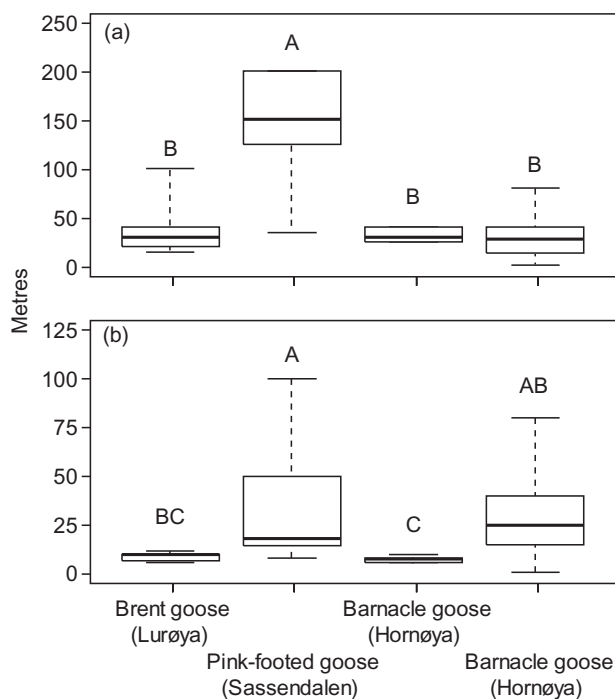 (a)
250
200
150
100
50
0
A
B
B
B
Metres
(b)
125
100
75
50
25
0
A
AB
BC
C
Brent goose
(Lurøya)
Barnacle goose
(Hornøya)
Pink-footed goose
(Sassendalen)
Barnacle goose
(Hornøya)